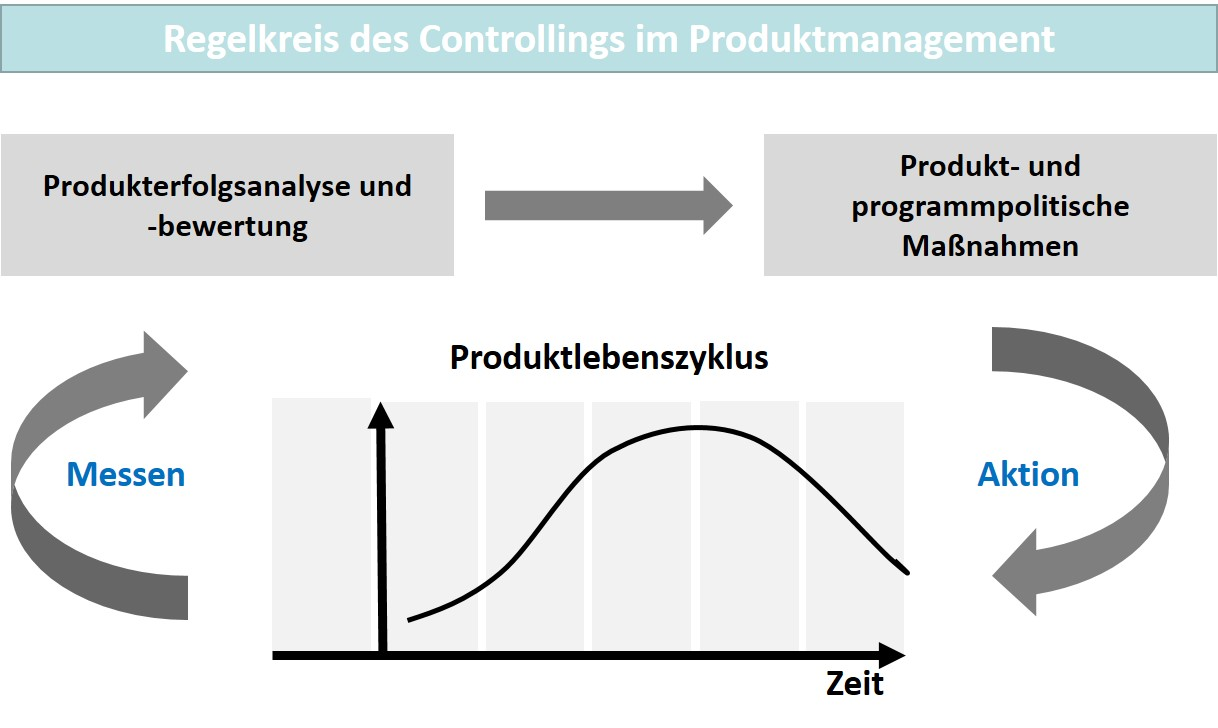 Regelkreis des Controllings im Produktmanagement
Produkterfolgsanalyse und
-bewertung
Produkt- und
programmpolitische
Maßnahmen
Produktlebenszyklus
Messen
Aktion
Zeit